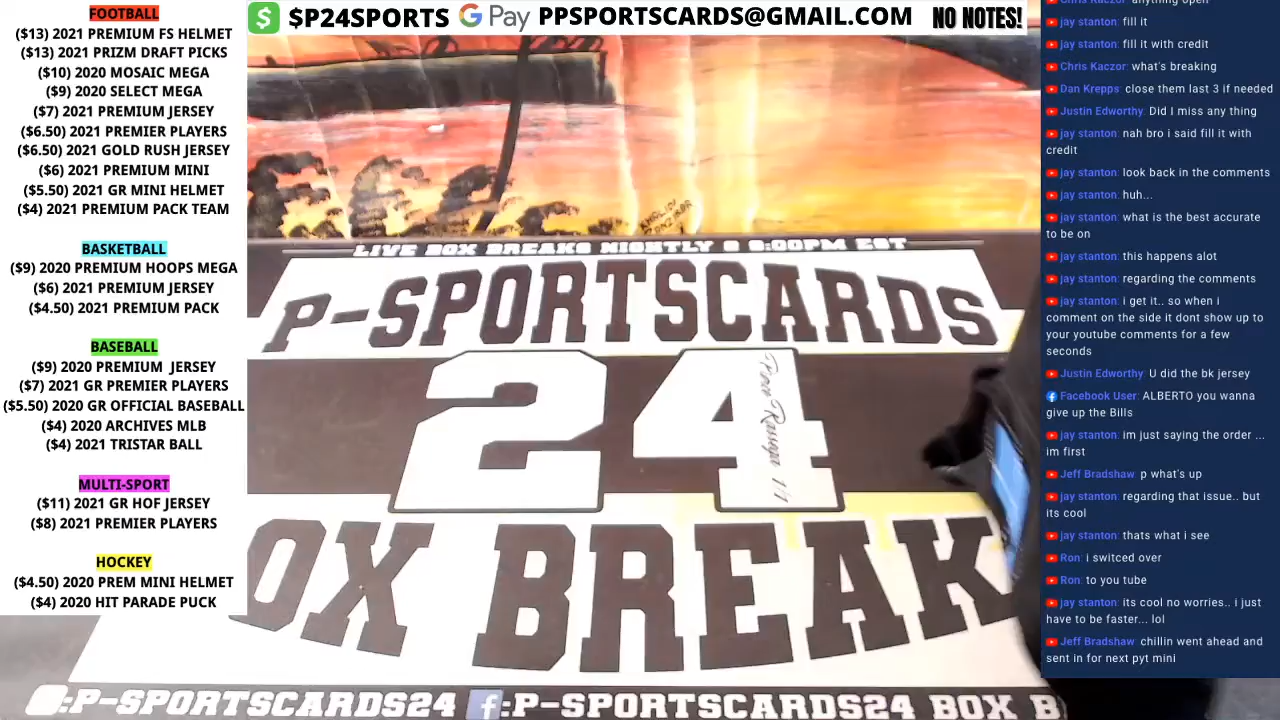 FOOTBALL
($13) 2021 PREMIUM FS HELMET
($13) 2021 PRIZM DRAFT PICKS
($10) 2020 MOSAIC MEGA
($9) 2020 SELECT MEGA
($7) 2021 PREMIUM JERSEY
($6.50) 2021 PREMIER PLAYERS
($6.50) 2021 GOLD RUSH JERSEY
($6) 2021 PREMIUM MINI
($5.50) 2021 GR MINI HELMET
($4) 2021 PREMIUM PACK TEAM
BASKETBALL
($9) 2020 PREMIUM HOOPS MEGA
($6) 2021 PREMIUM JERSEY
($4.50) 2021 PREMIUM PACK
BASEBALL
($9) 2020 PREMIUM JERSEY
($7) 2021 GR PREMIER PLAYERS
($5.50) 2020 GR OFFICIAL BASEBALL
($4) 2020 ARCHIVES MLB
($4) 2021 TRISTAR BALL
MULTI-SPORT
($11) 2021 GR HOF JERSEY
($8) 2021 PREMIER PLAYERS
HOCKEY
($4.50) 2020 PREM MINI HELMET
($4) 2020 HIT PARADE PUCK
$P24SPORTS G Pay PPSPORTSCARDS@GMAIL.COM NO NOTES!
LIVE BOX BREAKS NIGHTLY @ 9:00PM EST
P-SPORTSCARDS
24
1/1
OX BREAK
:P-SPORTSCARDS24 f:P-SPORTSCARDS24 BOX B
Chris Kaczor: anything open
jay stanton: fill it
jay stanton: fill it with credit
Chris Kaczor: what's breaking
Dan Krepps: close them last 3 if needed
Justin Edworthy: Did I miss any thing
jay stanton: nah bro i said fill it with
credit
jay stanton: look back in the comments
jay stanton: huh...
jay stanton: what is the best accurate
to be on
jay stanton: this happens alot
jay stanton: regarding the comments
jay stanton: i get it.. so when i
comment on the side it dont show up to
your youtube comments for a few
seconds
Justin Edworthy: U did the bk jersey
Facebook User: ALBERTO you wanna
give up the Bills
jay stanton: im just saying the order ...
im first
Jeff Bradshaw: p what's up
jay stanton: regarding that issue.. but
its cool
jay stanton: thats what i see
Ron: i switced over
Ron: to you tube
jay stanton: its cool no worries.. i just
have to be faster... lol
Jeff Bradshaw: chillin went ahead and
sent in for next pyt mini